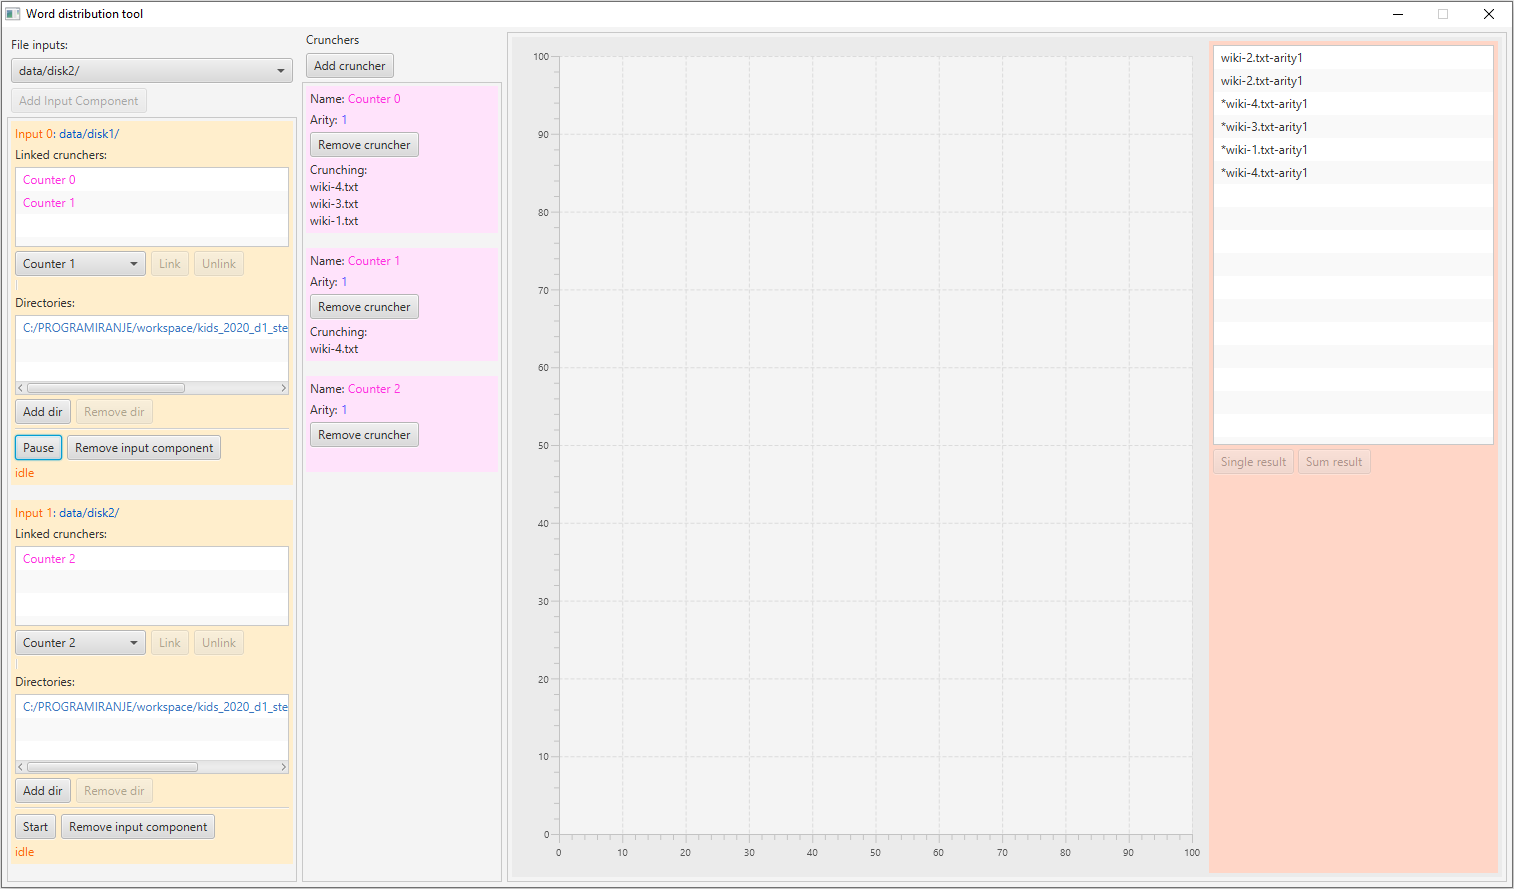 Word distribution tool
File inputs:
data/disk2/
Add Input Component
Input 0: data/disk1/
Linked crunchers:
Counter 0
Counter 1
Counter 1
Link
Unlink
Directories:
C:/PROGRAMIRANJE/workspace/kids_2020_d1_ste
Add dir
Remove dir
Pause
Remove input component
idle
Input 1: data/disk2/
Linked crunchers:
Counter 2
Counter 2
Link
Unlink
Directories:
C:/PROGRAMIRANJE/workspace/kids_2020_d1_ste
Add dir
Remove dir
Start
Remove input component
idle
Crunchers
Add cruncher
Name: Counter 0
Arity: 1
Remove cruncher
Crunching:
wiki-4.txt
wiki-3.txt
wiki-1.txt
Name: Counter 1
Arity: 1
Remove cruncher
Crunching:
wiki-4.txt
Name: Counter 2
Arity: 1
Remove cruncher
100
90
80
70
60
50
40
30
20
10
0
0 10 20 30 40 50 60 70 80 90 100
wiki-2.txt-arity1
wiki-2.txt-arity1
*wiki-4.txt-arity1
*wiki-3.txt-arity1
*wiki-1.txt-arity1
*wiki-4.txt-arity1
Single result
Sum result